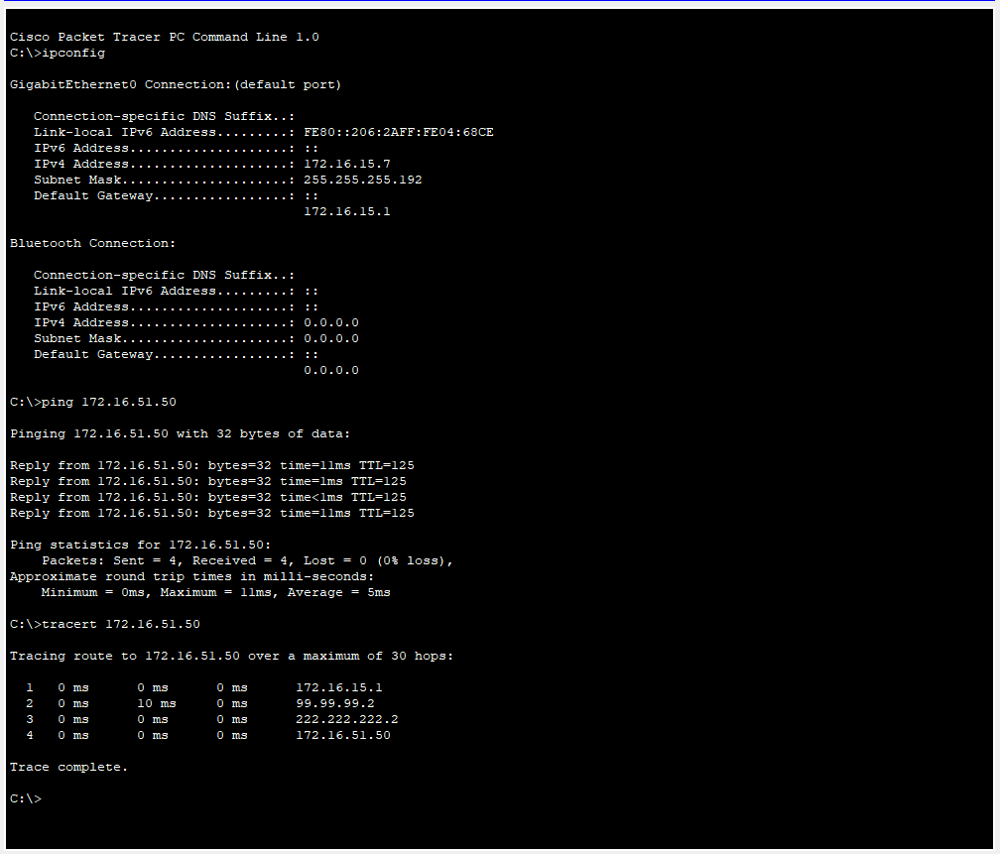 Cisco Packet Tracer PC Command Line 1.0
C:\>ipconfig
GigabitEthernet0 Connection:(default port)
Connection-specific DNS Suffix..:
Link-local IPv6 Address.........: FE80::206:2AFF:FE04:68CE
IPv6 Address....................: ::
IPv4 Address....................: 172.16.15.7
Subnet Mask.....................: 255.255.255.192
Default Gateway.................: ::
172.16.15.1
Bluetooth Connection:
Connection-specific DNS Suffix..:
Link-local IPv6 Address.........: ::
IPv6 Address....................: ::
IPv4 Address....................: 0.0.0.0
Subnet Mask.....................: 0.0.0.0
Default Gateway.................: ::
0.0.0.0
C:\>ping 172.16.51.50
Pinging 172.16.51.50 with 32 bytes of data:
Reply from 172.16.51.50: bytes=32 time=11ms TTL=125
Reply from 172.16.51.50: bytes=32 time=1ms TTL=125
Reply from 172.16.51.50: bytes=32 time<1ms TTL=125
Reply from 172.16.51.50: bytes=32 time=11ms TTL=125
Ping statistics for 172.16.51.50:
Packets: Sent = 4, Received = 4, Lost = 0 (0% loss),
Approximate round trip times in milli-seconds:
Minimum = 0ms, Maximum = 11ms, Average = 5ms
C:\>tracert 172.16.51.50
Tracing route to 172.16.51.50 over a maximum of 30 hops:
1 0 ms 0 ms 0 ms 172.16.15.1
2 0 ms 10 ms 0 ms 99.99.99.2
3 0 ms 0 ms 0 ms 222.222.222.2
4 0 ms 0 ms 0 ms 172.16.51.50
Trace complete.
C:\>